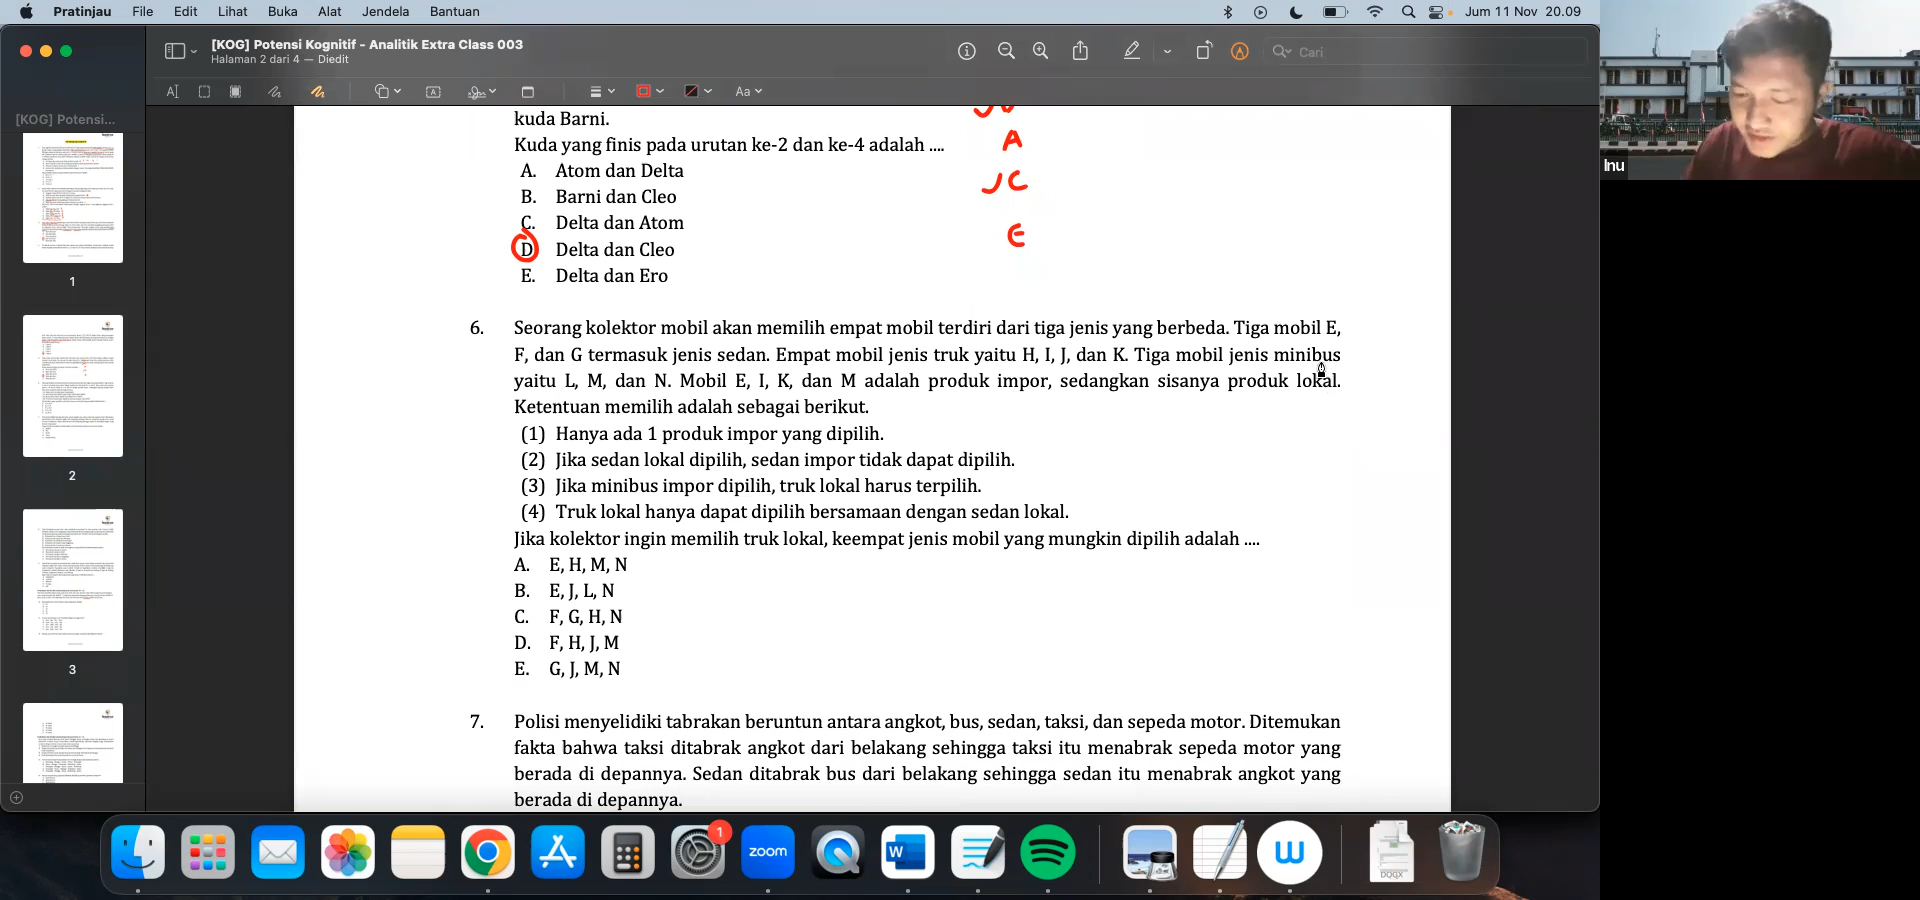 Pratinjau File Edit Lihat Buka Alat Jendela Bantuan
Jum 11 Nov 20.09
[KOG] Potensi Kognitif - Analitik Extra Class 003
Halaman 2 dari 4 — Diedit
Cari
Aa
[KOG] Potensi...
1
2
3
kuda Barni.
Kuda yang finis pada urutan ke-2 dan ke-4 adalah ....
A. Atom dan Delta
B. Barni dan Cleo
C. Delta dan Atom
D Delta dan Cleo
E. Delta dan Ero
A
C
E
6. Seorang kolektor mobil akan memilih empat mobil terdiri dari tiga jenis yang berbeda. Tiga mobil E,
F, dan G termasuk jenis sedan. Empat mobil jenis truk yaitu H, I, J, dan K. Tiga mobil jenis minibus
yaitu L, M, dan N. Mobil E, I, K, dan M adalah produk impor, sedangkan sisanya produk lokal.
Ketentuan memilih adalah sebagai berikut.
(1) Hanya ada 1 produk impor yang dipilih.
(2) Jika sedan lokal dipilih, sedan impor tidak dapat dipilih.
(3) Jika minibus impor dipilih, truk lokal harus terpilih.
(4) Truk lokal hanya dapat dipilih bersamaan dengan sedan lokal.
Jika kolektor ingin memilih truk lokal, keempat jenis mobil yang mungkin dipilih adalah ....
A. E, H, M, N
B. E, J, L, N
C. F, G, H, N
D. F, H, J, M
E. G, J, M, N
7. Polisi menyelidiki tabrakan beruntun antara angkot, bus, sedan, taksi, dan sepeda motor. Ditemukan
fakta bahwa taksi ditabrak angkot dari belakang sehingga taksi itu menabrak sepeda motor yang
berada di depannya. Sedan ditabrak bus dari belakang sehingga sedan itu menabrak angkot yang
berada di depannya.
Inu
1
zoom
W
DOQX